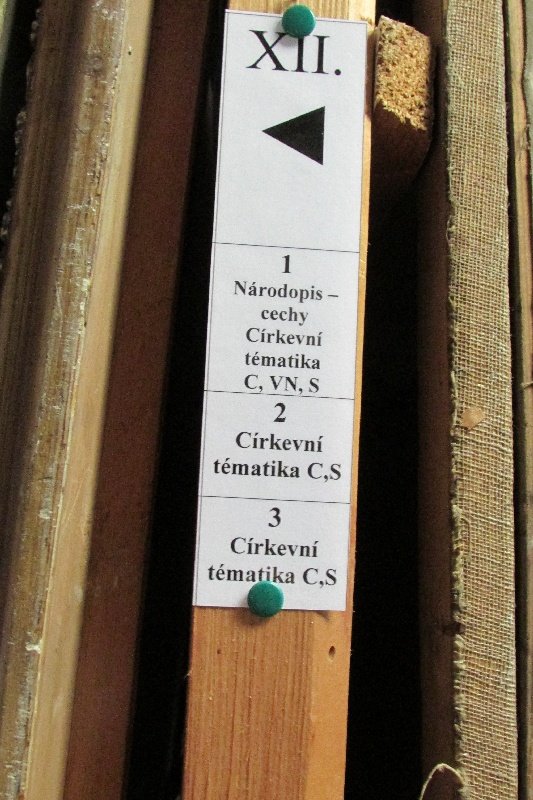 XII.
1
Národopis –
cechy
Církevní
tématika
C, VN, S
2
Církevní
tématika C,S
3
Církevní
tématika C,S